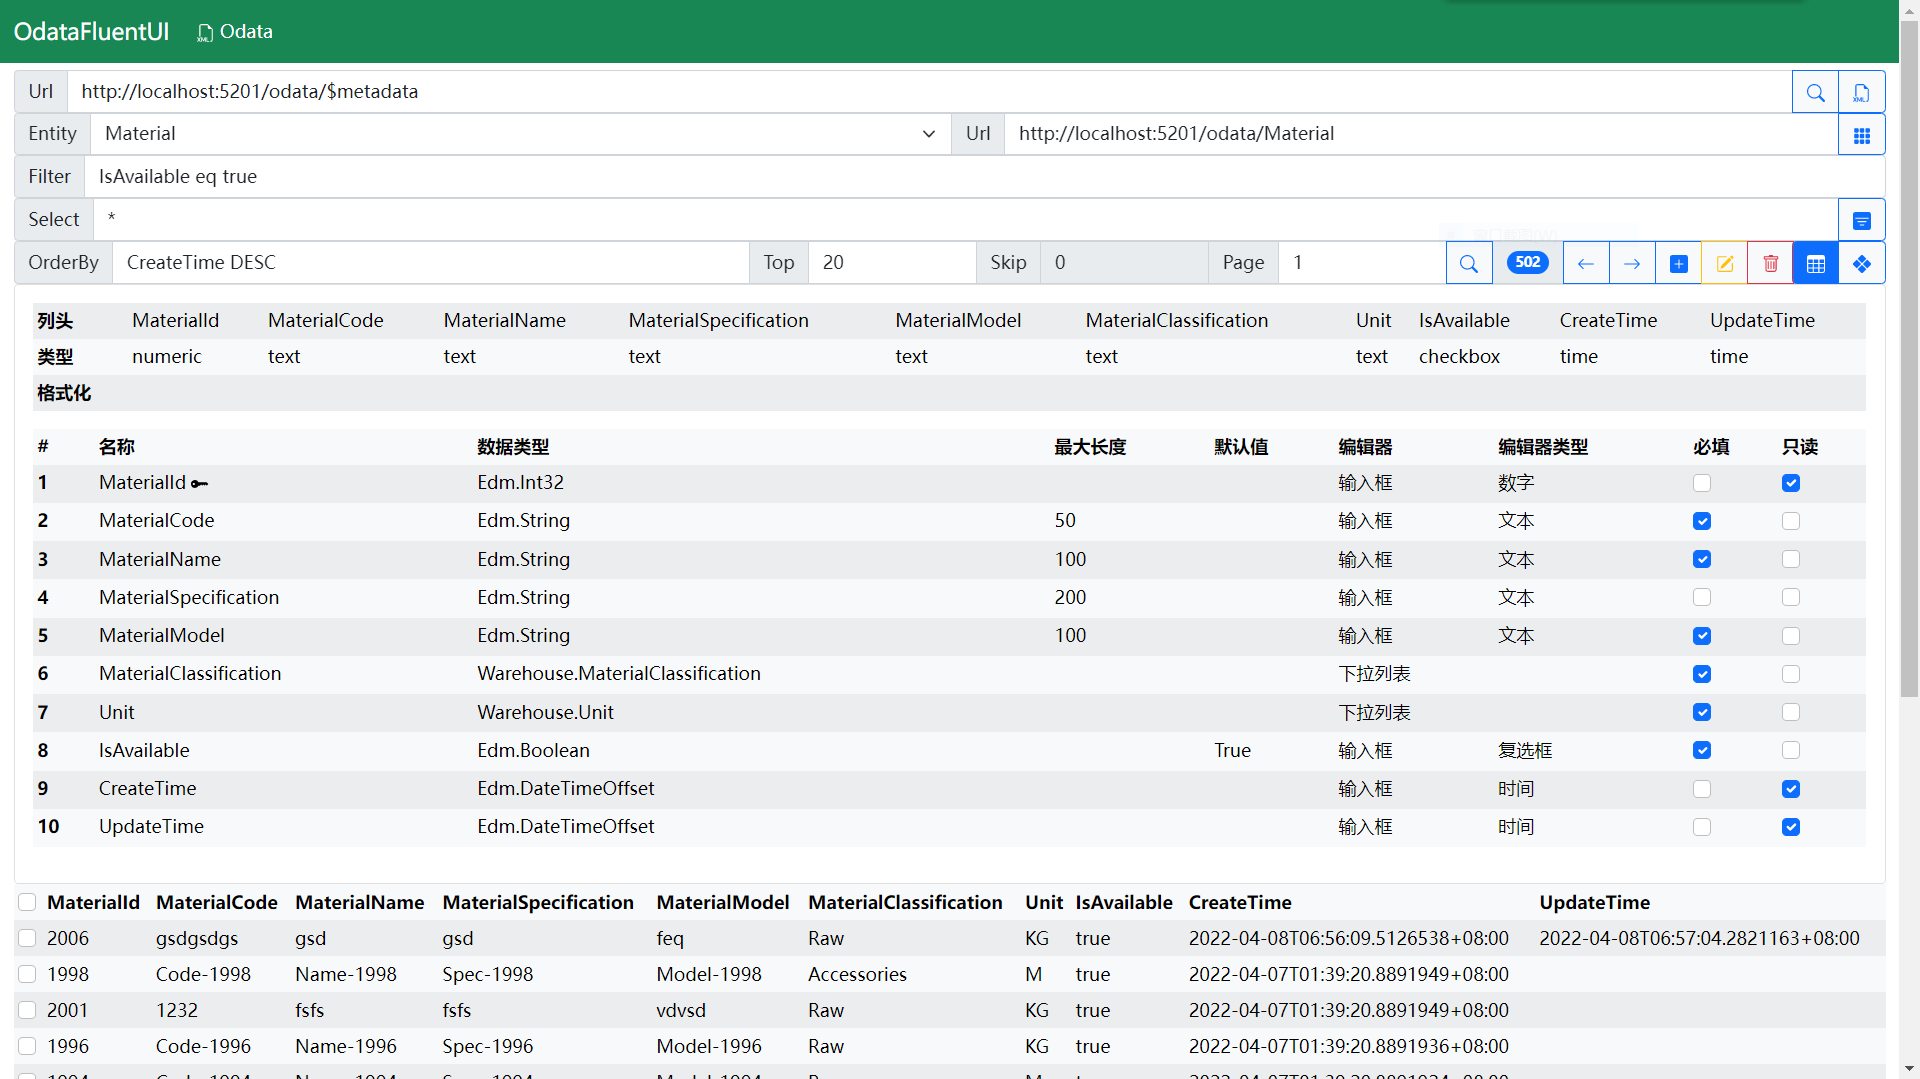 OdataFluentUI Odata
Url http://localhost:5201/odata/$metadata
Entity Material Url http://localhost:5201/odata/Material
Filter IsAvailable eq true
Select *
OrderBy CreateTime DESC Top 20 Skip 0 Page 1 502
列头 MaterialId MaterialCode MaterialName MaterialSpecification MaterialModel MaterialClassification Unit IsAvailable CreateTime UpdateTime
类型 numeric text text text text text text checkbox time time
格式化
# 名称 数据类型 最大长度 默认值 编辑器 编辑器类型 必填 只读
1 MaterialId Edm.Int32 输入框 数字
2 MaterialCode Edm.String 50 输入框 文本
3 MaterialName Edm.String 100 输入框 文本
4 MaterialSpecification Edm.String 200 输入框 文本
5 MaterialModel Edm.String 100 输入框 文本
6 MaterialClassification Warehouse.MaterialClassification 下拉列表
7 Unit Warehouse.Unit 下拉列表
8 IsAvailable Edm.Boolean True 输入框 复选框
9 CreateTime Edm.DateTimeOffset 输入框 时间
10 UpdateTime Edm.DateTimeOffset 输入框 时间
MaterialId MaterialCode MaterialName MaterialSpecification MaterialModel MaterialClassification Unit IsAvailable CreateTime UpdateTime
2006 gsdgsdgs gsd gsd feq Raw KG true 2022-04-08T06:56:09.5126538+08:00 2022-04-08T06:57:04.2821163+08:00
1998 Code-1998 Name-1998 Spec-1998 Model-1998 Accessories M true 2022-04-07T01:39:20.8891949+08:00
2001 1232 fsfs fsfs vdvsd Raw KG true 2022-04-07T01:39:20.8891949+08:00
1996 Code-1996 Name-1996 Spec-1996 Model-1996 Raw KG true 2022-04-07T01:39:20.8891936+08:00